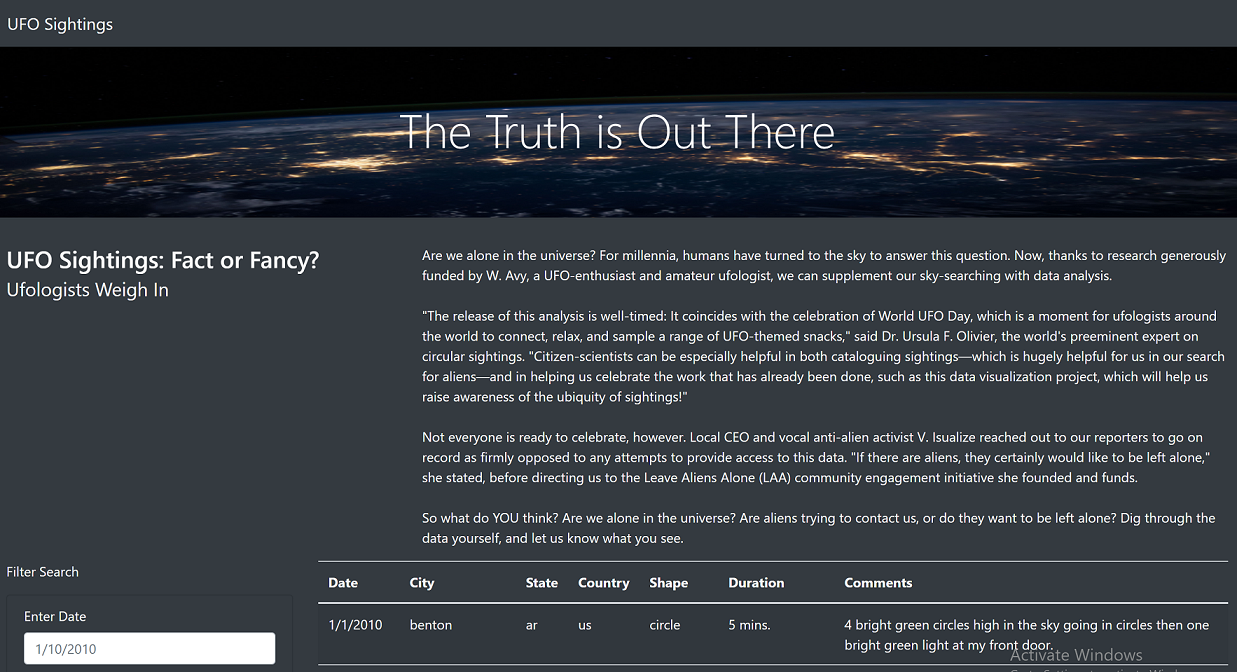 UFO Sightings
The Truth is Out There
UFO Sightings: Fact or Fancy?
Ufologists Weigh In
Are we alone in the universe? For millennia, humans have turned to the sky to answer this question. Now, thanks to research generously
funded by W. Avy, a UFO-enthusiast and amateur ufologist, we can supplement our sky-searching with data analysis.
"The release of this analysis is well-timed: It coincides with the celebration of World UFO Day, which is a moment for ufologists around
the world to connect, relax, and sample a range of UFO-themed snacks," said Dr. Ursula F. Olivier, the world's preeminent expert on
circular sightings. "Citizen-scientists can be especially helpful in both cataloguing sightings—which is hugely helpful for us in our search
for aliens—and in helping us celebrate the work that has already been done, such as this data visualization project, which will help us
raise awareness of the ubiquity of sightings!"
Not everyone is ready to celebrate, however. Local CEO and vocal anti-alien activist V. Isualize reached out to our reporters to go on
record as firmly opposed to any attempts to provide access to this data. "If there are aliens, they certainly would like to be left alone,"
she stated, before directing us to the Leave Aliens Alone (LAA) community engagement initiative she founded and funds.
So what do YOU think? Are we alone in the universe? Are aliens trying to contact us, or do they want to be left alone? Dig through the
data yourself, and let us know what you see.
Filter Search
Enter Date
1/10/2010
Date City State Country Shape Duration Comments
1/1/2010 benton ar us circle 5 mins. 4 bright green circles high in the sky going in circles then one
bright green light at my front door.
Activate Windows